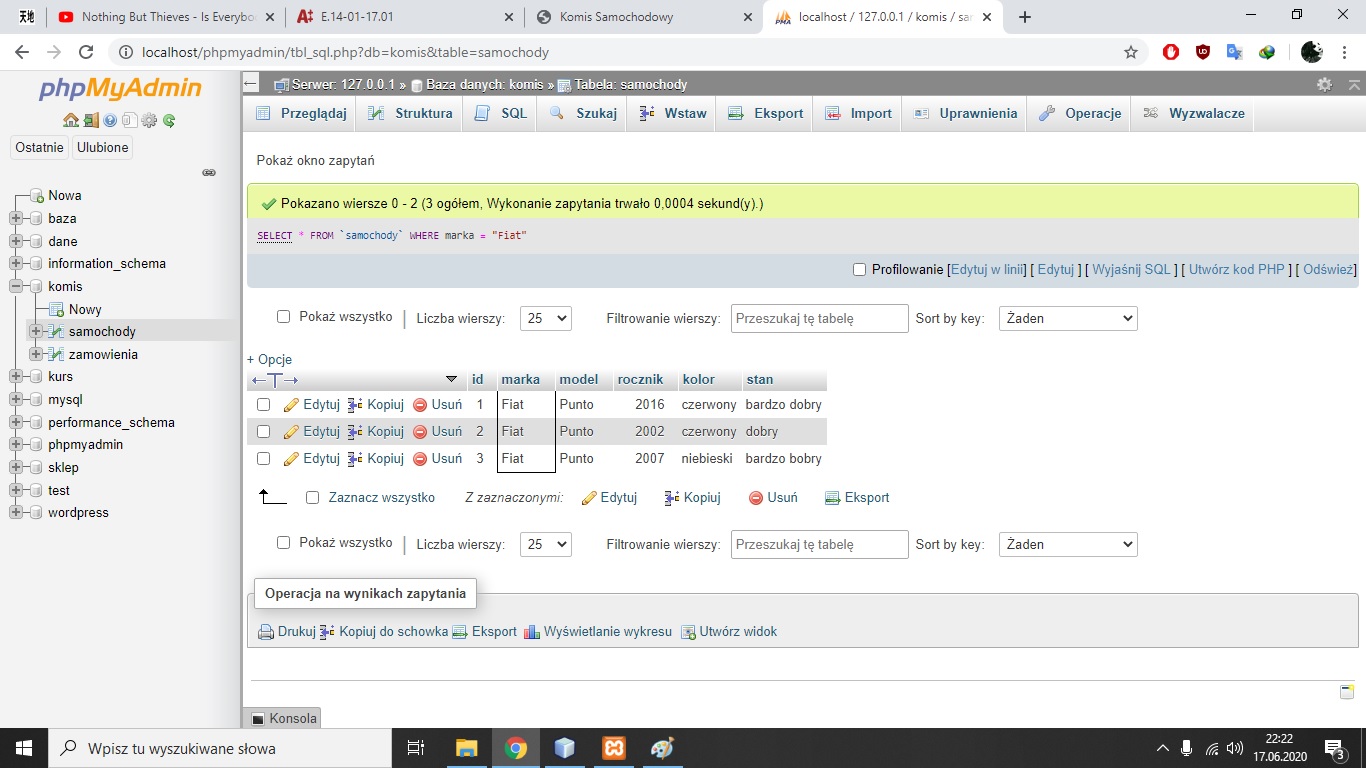 天地 Nothing But Thieves - Is Everybo E.14-01-17.01 Komis Samochodowy localhost / 127.0.0.1 / komis / sar
localhost/phpmyadmin/tbl_sql.php?db=komis&table=samochody
phpMyAdmin
Ostatnie Ulubione
Nowa
baza
dane
information_schema
komis
Nowy
samochody
zamowienia
kurs
mysql
performance_schema
phpmyadmin
sklep
test
wordpress
Serwer: 127.0.0.1 » Baza danych: komis » Tabela: samochody
Przeglądaj Struktura SQL Szukaj Wstaw Eksport Import Uprawnienia Operacje Wyzwalacze
Pokaż okno zapytań
Pokazano wiersze 0 - 2 (3 ogółem, Wykonanie zapytania trwało 0,0004 sekund(y).)
SELECT * FROM `samochody` WHERE marka = "Fiat"
Profilowanie [Edytuj w linii] [ Edytuj ] [ Wyjaśnij SQL ] [ Utwórz kod PHP ] [ Odśwież]
Pokaż wszystko | Liczba wierszy: 25 Filtrowanie wierszy: Przeszukaj tę tabelę Sort by key: Żaden
+ Opcje
←T→ id marka model rocznik kolor stan
Edytuj Kopiuj Usuń 1 Fiat Punto 2016 czerwony bardzo dobry
Edytuj Kopiuj Usuń 2 Fiat Punto 2002 czerwony dobry
Edytuj Kopiuj Usuń 3 Fiat Punto 2007 niebieski bardzo bobry
Zaznacz wszystko Z zaznaczonymi: Edytuj Kopiuj Usuń Eksport
Pokaż wszystko | Liczba wierszy: 25 Filtrowanie wierszy: Przeszukaj tę tabelę Sort by key: Żaden
Operacja na wynikach zapytania
Drukuj Kopiuj do schowka Eksport Wyświetlanie wykresu Utwórz widok
Konsola
Wpisz tu wyszukiwane słowa
22:22
17.06.2020
3